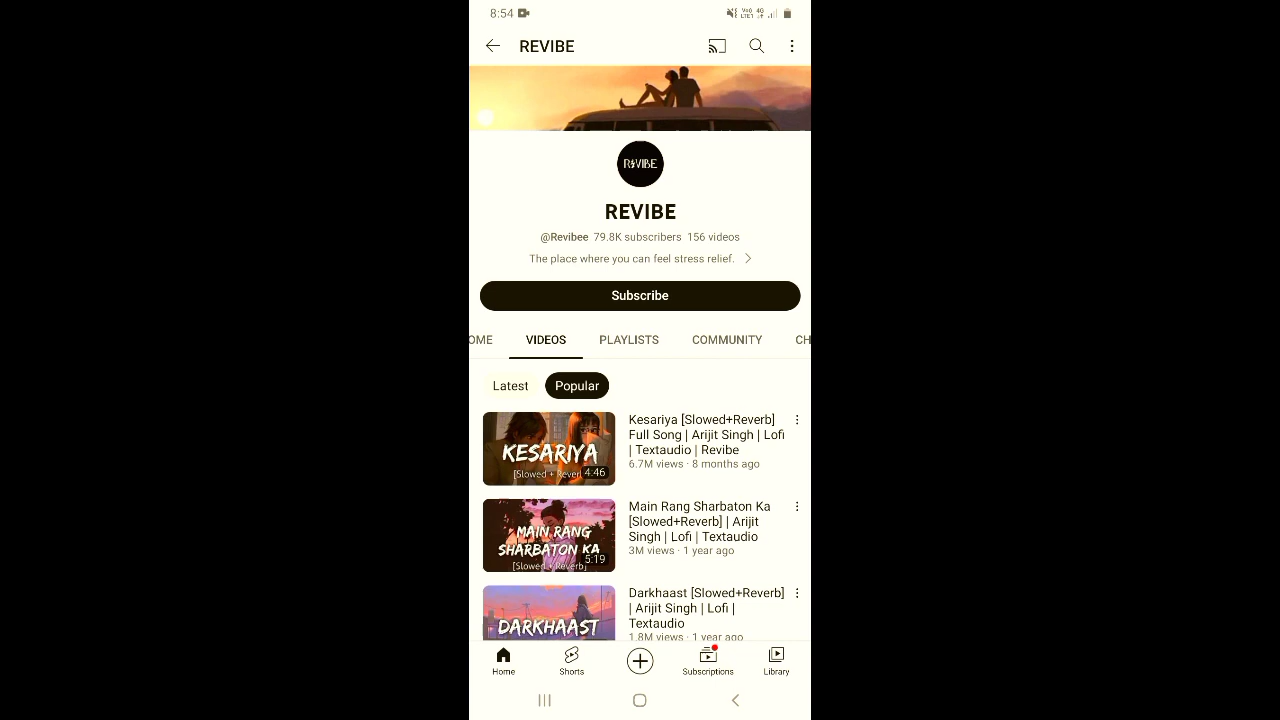 8:54
Vo) 4G
LTE1
REVIBE
REVIBE
REVIBE
@Revibee 79.8K subscribers 156 videos
The place where you can feel stress relief.
Subscribe
OME VIDEOS PLAYLISTS COMMUNITY CH
Latest Popular
KESARIYA
[Slowed + Reverb
4:46
Kesariya [Slowed+Reverb]
Full Song | Arijit Singh | Lofi
| Textaudio | Revibe
6.7M views · 8 months ago
MAIN RANG
SHARBATON KA
[Slowed + Reverb]
5:19
Main Rang Sharbaton Ka
[Slowed+Reverb] | Arijit
Singh | Lofi | Textaudio
3M views · 1 year ago
DARKHAAST
Darkhaast [Slowed+Reverb]
| Arijit Singh | Lofi |
Textaudio
1.8M views · 1 year ago
Home Shorts Subscriptions Library